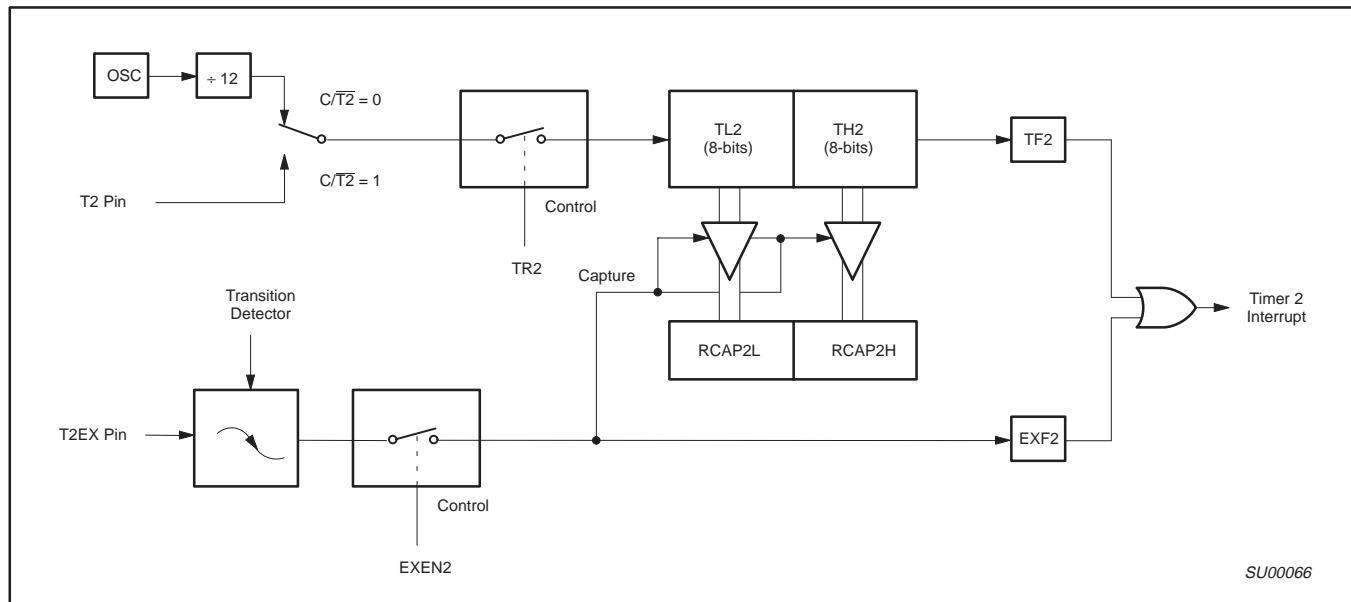 OSC
÷ 12
C/T2̅ = 0
TL2
(8-bits)
TH2
(8-bits)
TF2
C/T2̅ = 1
T2 Pin
Control
TR2
Capture
Transition
Detector
Timer 2
Interrupt
RCAP2L
RCAP2H
T2EX Pin
EXF2
Control
EXEN2
SU00066